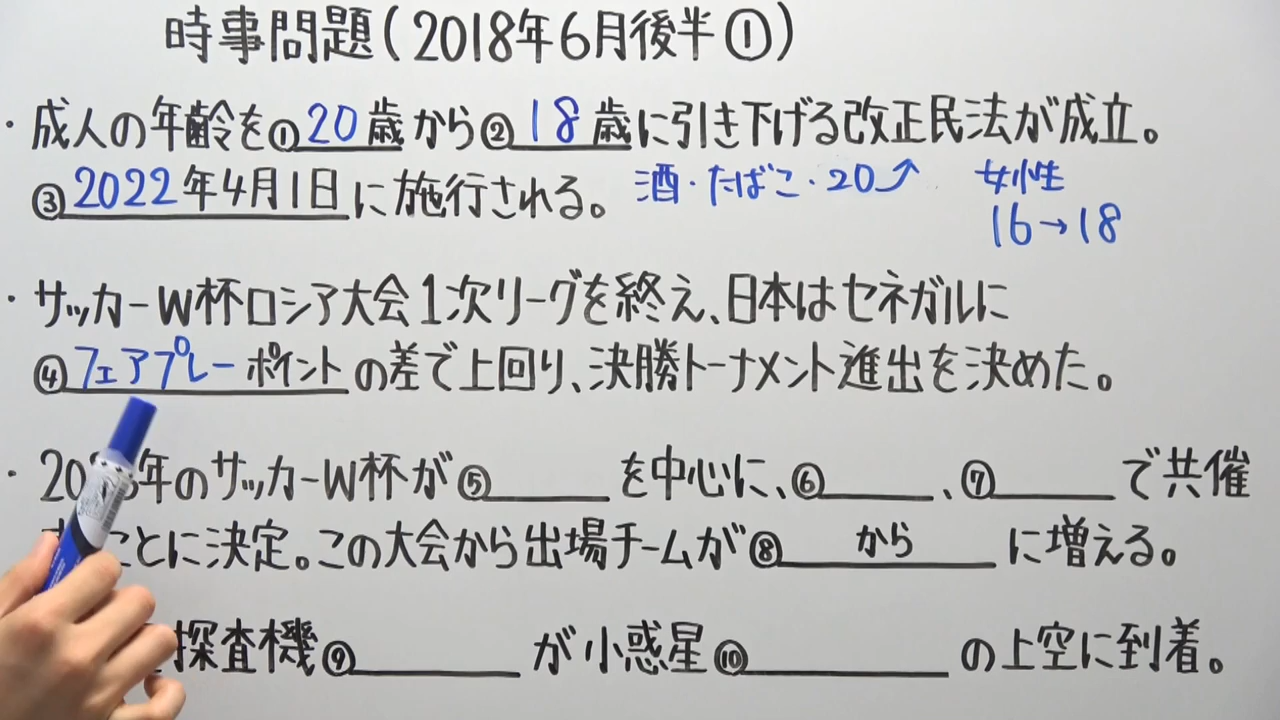 時事問題(2018年6月後半①)
・成人の年齢を①20歳から②18歳に引き下げる改正民法が成立。
③2022年4月1日に施行される。 酒・たばこ・20↗ 女性
16→18
・サッカーW杯ロシア大会1次リーグを終え、日本はセネガルに
④フェアプレーポイントの差で上回り、決勝トーナメント進出を決めた。
・20 年のサッカーW杯が⑤ を中心に、⑥ 、⑦ で共催
ことに決定。この大会から出場チームが⑧ から に増える。
探査機⑨ が小惑星⑩ の上空に到着。